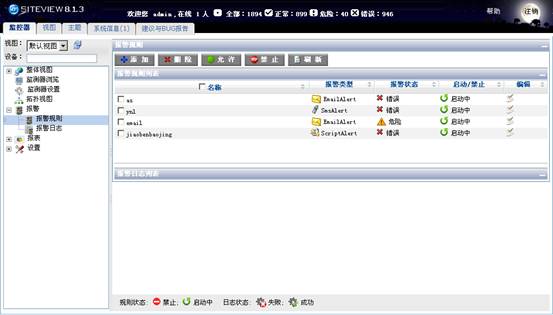 SITEVIEW 8.1.3
欢迎您 admin,在线 1 人 全部:1894 正常:899 危险:40 错误:946
帮助 注销
监控器 视图 主题 系统信息(1) 建议与BUG报告
视图: 默认视图
设备:
整体视图
监测器浏览
监测器设置
拓扑视图
报警
报警规则
报警日志
报表
设置
报警规则
添加 删除 允许 禁止 刷新
报警规则列表
名称 报警类型 报警状态 启动/禁止 编辑
as EmailAlert 错误 启动中
ynl SmsAlert 错误 启动中
email EmailAlert 危险 启动中
jiaobenbaojing ScriptAlert 错误 启动中
报警日志列表
规则状态: 禁止; 启动中 日志状态: 失败; 成功